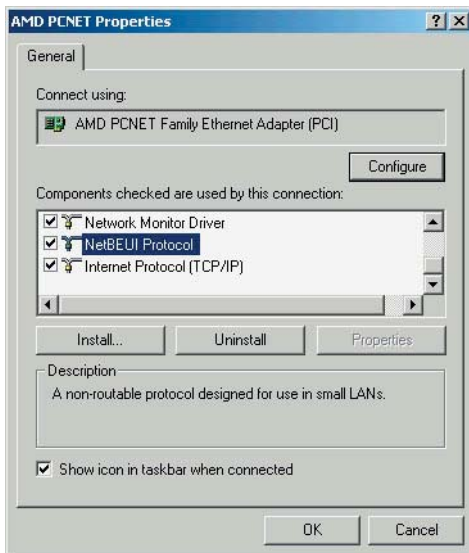 AMD PCNET Properties
General
Connect using:
AMD PCNET Family Ethernet Adapter (PCI)
Configure
Components checked are used by this connection:
Network Monitor Driver
NetBEUI Protocol
Internet Protocol (TCP/IP)
Install... Uninstall Properties
Description
A non-routable protocol designed for use in small LANs.
Show icon in taskbar when connected
OK Cancel